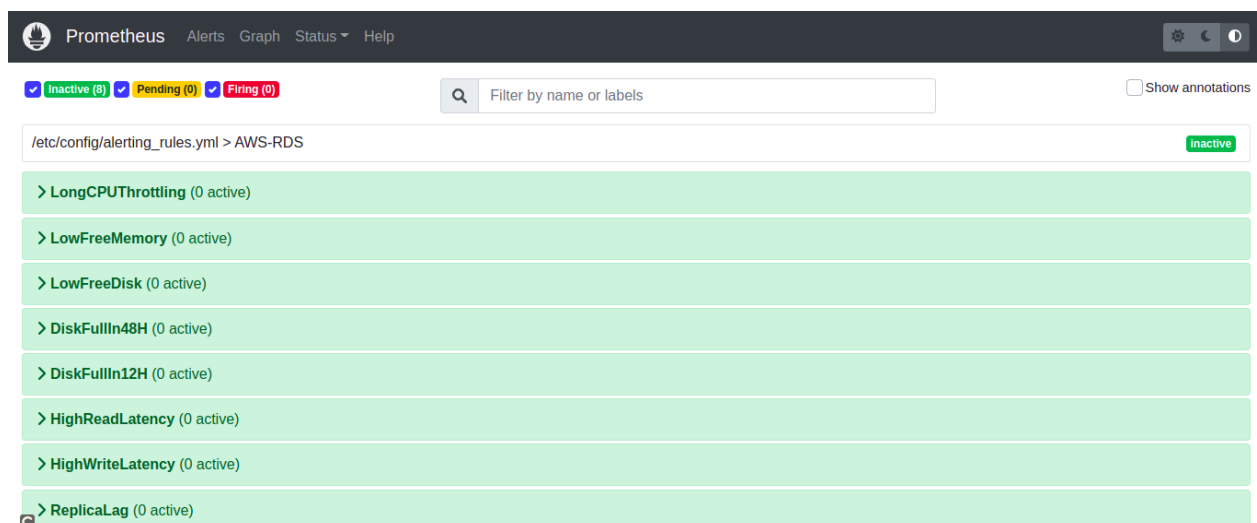 Prometheus Alerts Graph Status Help
Inactive (8) Pending (0) Firing (0) Filter by name or labels Show annotations
/etc/config/alerting_rules.yml > AWS-RDS inactive
LongCPUThrottling (0 active)
LowFreeMemory (0 active)
LowFreeDisk (0 active)
DiskFullIn48H (0 active)
DiskFullIn12H (0 active)
HighReadLatency (0 active)
HighWriteLatency (0 active)
ReplicaLag (0 active)